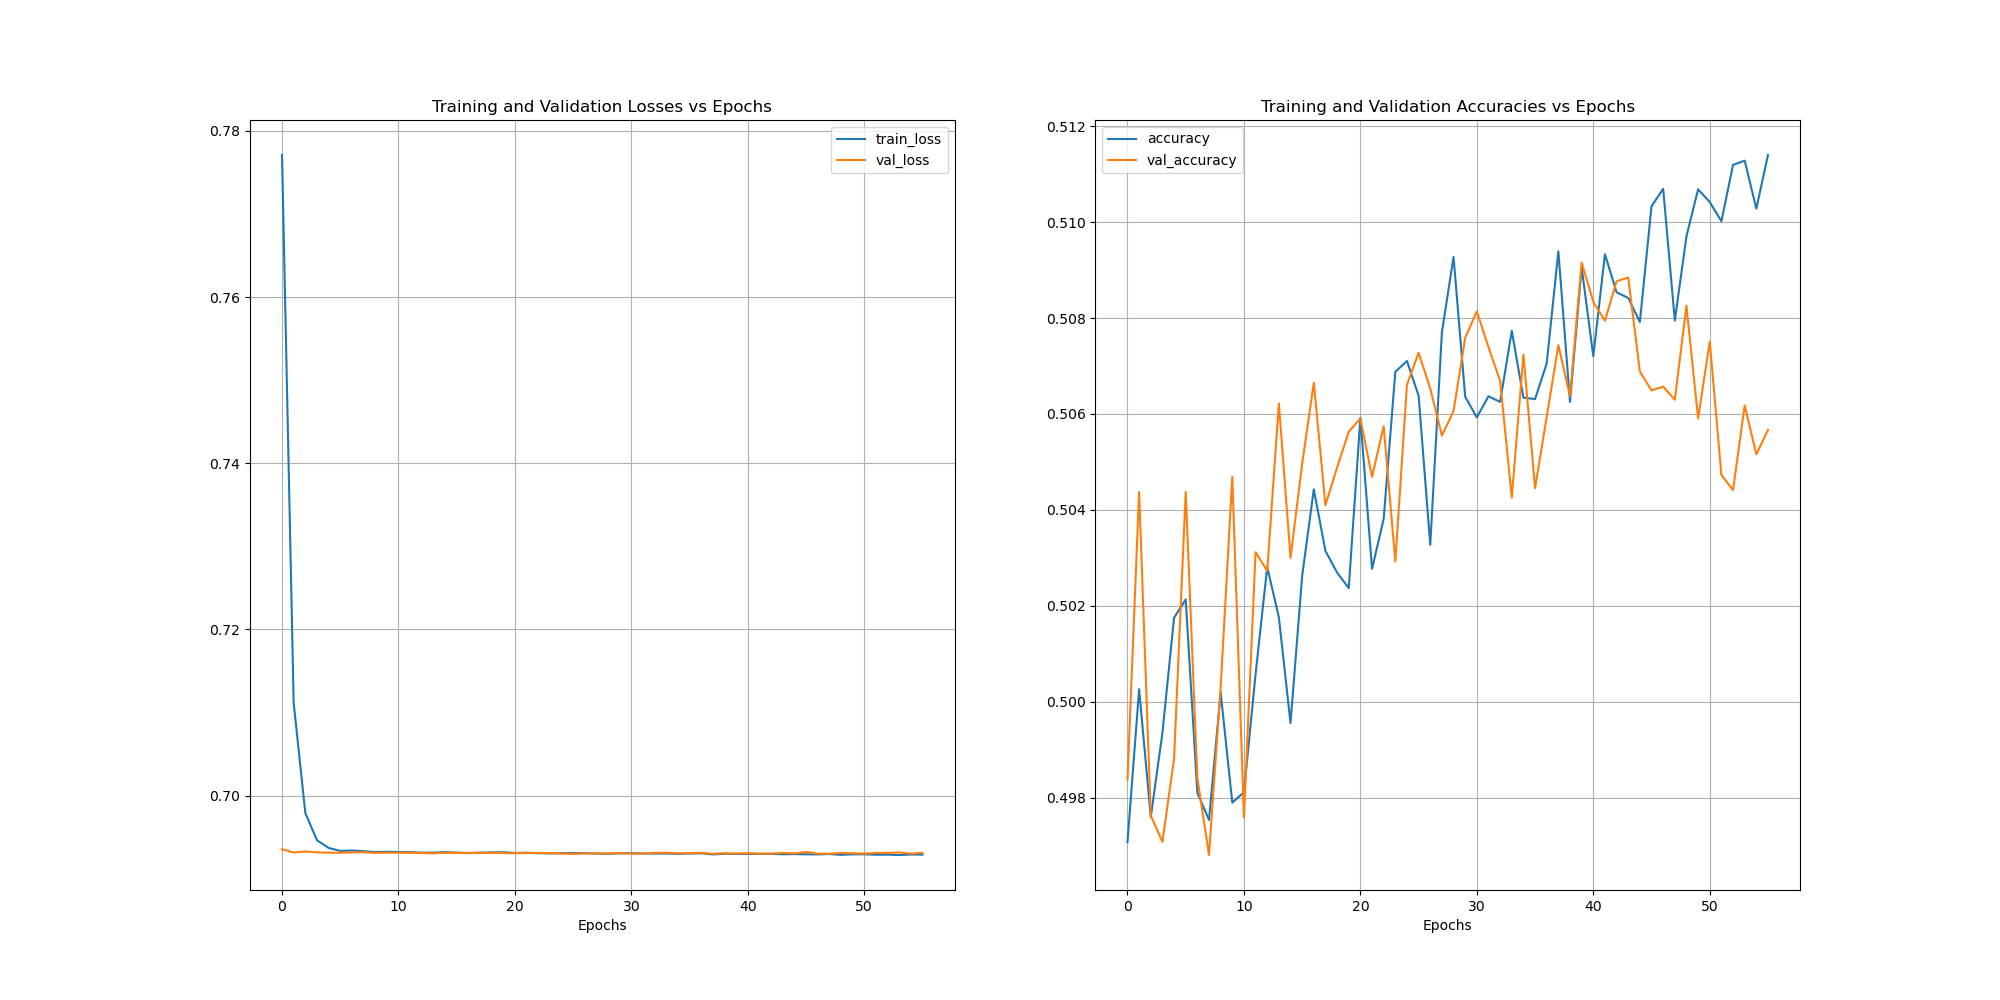 Training and Validation Losses vs Epochs
train_loss
val_loss
0.78
0.76
0.74
0.72
0.70
0 10 20 30 40 50
Epochs
Training and Validation Accuracies vs Epochs
accuracy
val_accuracy
0.512
0.510
0.508
0.506
0.504
0.502
0.500
0.498
0 10 20 30 40 50
Epochs